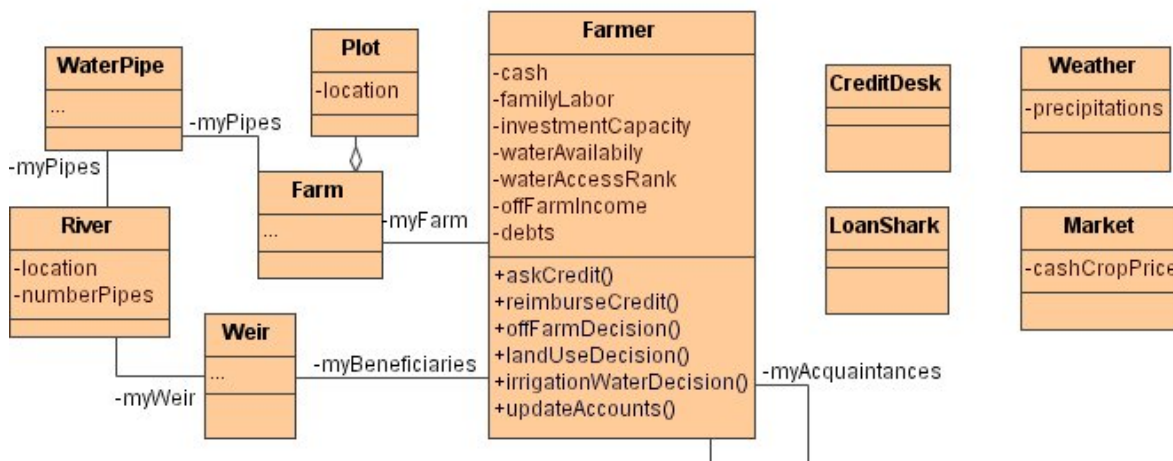 WaterPipe
...
-myPipes
-myPipes
Plot
-location
Farm
...
-myFarm
River
-location
-numberPipes
Weir
...
-myWeir
-myBeneficiaries
Farmer
-cash
-familyLabor
-investmentCapacity
-waterAvailabily
-waterAccessRank
-offFarmIncome
-debts
+askCredit()
+reimburseCredit()
+offFarmDecision()
+landUseDecision()
+irrigationWaterDecision()
+updateAccounts()
-myAcquaintances
CreditDesk
LoanShark
Weather
-precipitations
Market
-cashCropPrice